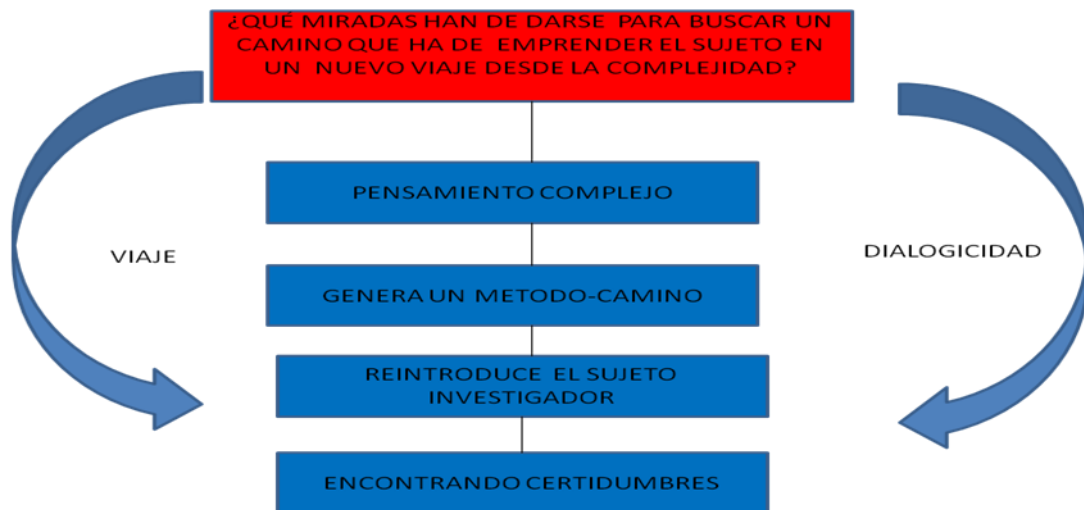 ¿QUÉ MIRADAS HAN DE DARSE PARA BUSCAR UN
CAMINO QUE HA DE EMPRENDER EL SUJETO EN
UN NUEVO VIAJE DESDE LA COMPLEJIDAD?
PENSAMIENTO COMPLEJO
VIAJE
DIALOGICIDAD
GENERA UN METODO-CAMINO
REINTRODUCE EL SUJETO
INVESTIGADOR
ENCONTRANDO CERTIDUMBRES